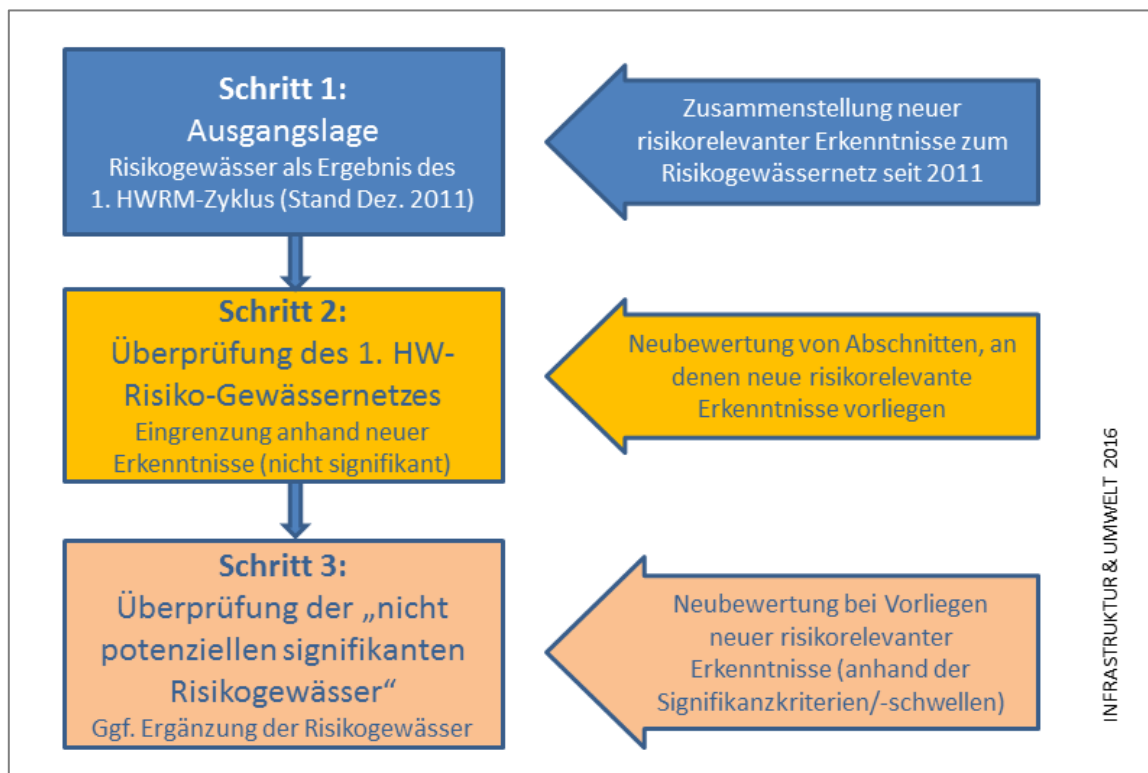 Schritt 1:
Ausgangslage
Risikogewässer als Ergebnis des
1. HWRM-Zyklus (Stand Dez. 2011)
Zusammenstellung neuer
risikorelevanter Erkenntnisse zum
Risikogewässernetz seit 2011
Schritt 2:
Überprüfung des 1. HW-
Risiko-Gewässernetzes
Eingrenzung anhand neuer
Erkenntnisse (nicht signifikant)
Neubewertung von Abschnitten, an
denen neue risikorelevante
Erkenntnisse vorliegen
Schritt 3:
Überprüfung der „nicht
potenziellen signifikanten
Risikogewässer“
Ggf. Ergänzung der Risikogewässer
Neubewertung bei Vorliegen
neuer risikorelevanter
Erkenntnisse (anhand der
Signifikanzkriterien/-schwellen)
INFRASTRUKTUR & UMWELT 2016